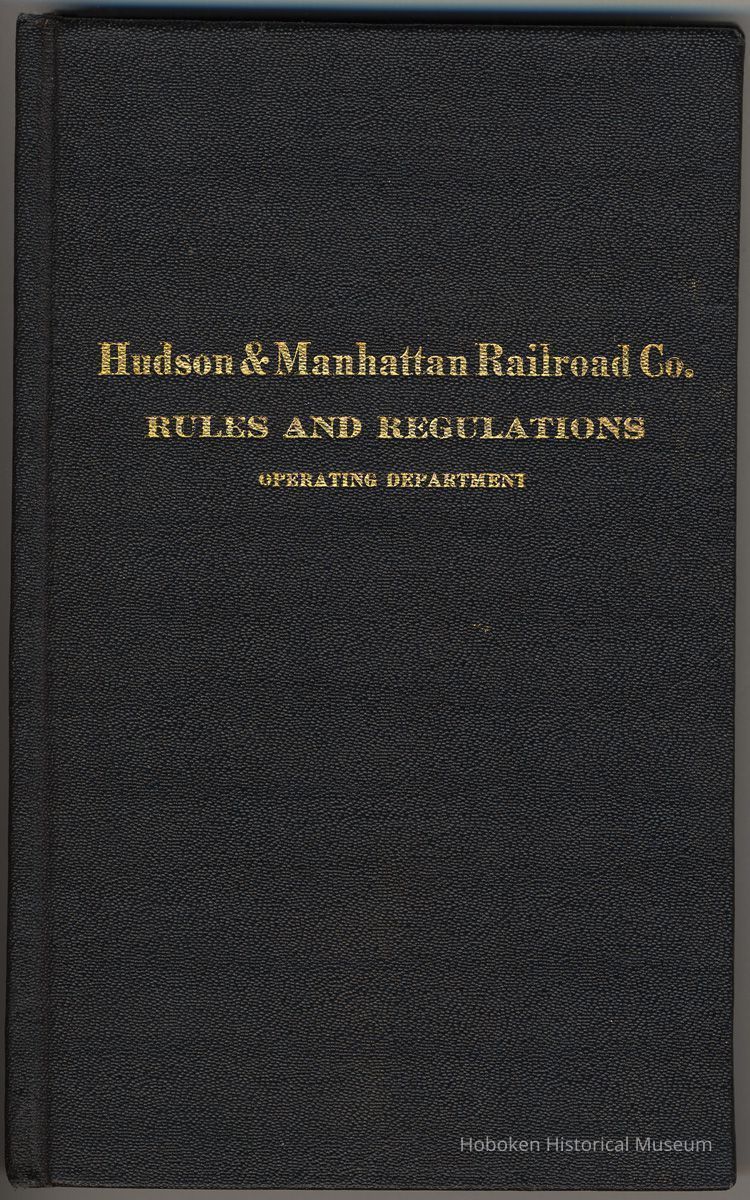 Hudson & Manhattan Railroad Co.
RULES AND REGULATIONS
OPERATING DEPARTMENT
Hoboken Historical Museum